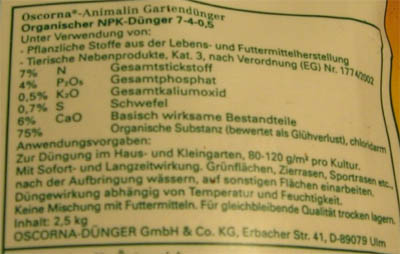 Oscorna®-Animalin Gartendünger
Organischer NPK-Dünger 7-4-0,5
Unter Verwendung von:
- Pflanzliche Stoffe aus der Lebens- und Futtermittelherstellung
- Tierische Nebenprodukte, Kat. 3, nach Verordnung (EG) Nr. 1774/2002
7% N Gesamtstickstoff
4% P₂O₅ Gesamtphosphat
0,5% K₂O Gesamtkaliumoxid
0,7% S Schwefel
6% CaO Basisch wirksame Bestandteile
75% Organische Substanz (bewertet als Glühverlust), chloridarm
Anwendungsvorgaben:
Zur Düngung im Haus- und Kleingarten, 80-120 g/m² pro Kultur.
Mit Sofort- und Langzeitwirkung. Grünflächen, Zierrasen, Sportrasen etc.,
nach der Aufbringung wässern, auf sonstigen Flächen einarbeiten.
Düngewirkung abhängig von Temperatur und Feuchtigkeit.
Keine Mischung mit Futtermitteln. Für gleichbleibende Qualität trocken lagern.
Inhalt: 2,5 kg
OSCORNA-DÜNGER GmbH & Co. KG, Erbacher Str. 41, D-89079 Ulm